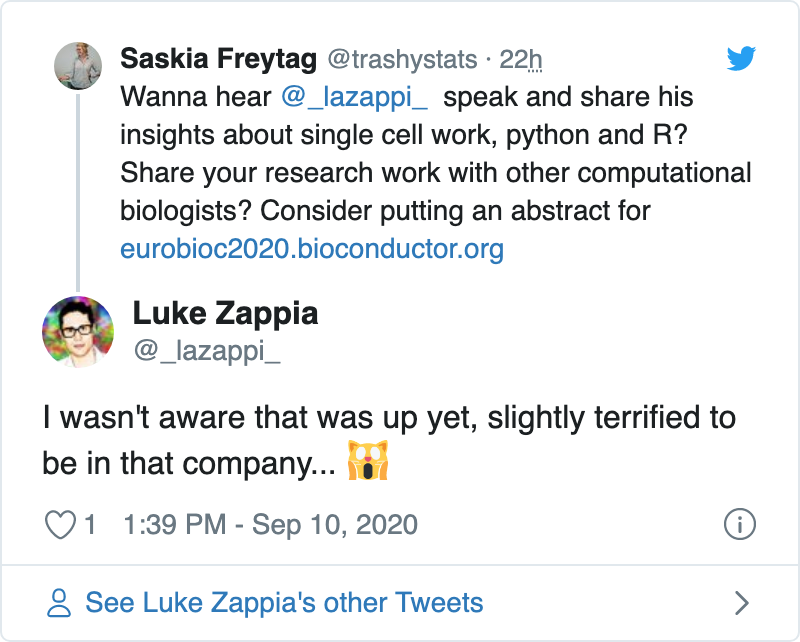 Saskia Freytag @trashystats · 22h
Wanna hear @_lazappi_ speak and share his
insights about single cell work, python and R?
Share your research work with other computational
biologists? Consider putting an abstract for
eurobioc2020.bioconductor.org
Luke Zappia
@_lazappi_
I wasn't aware that was up yet, slightly terrified to
be in that company... 🙀
1 1:39 PM - Sep 10, 2020
See Luke Zappia's other Tweets